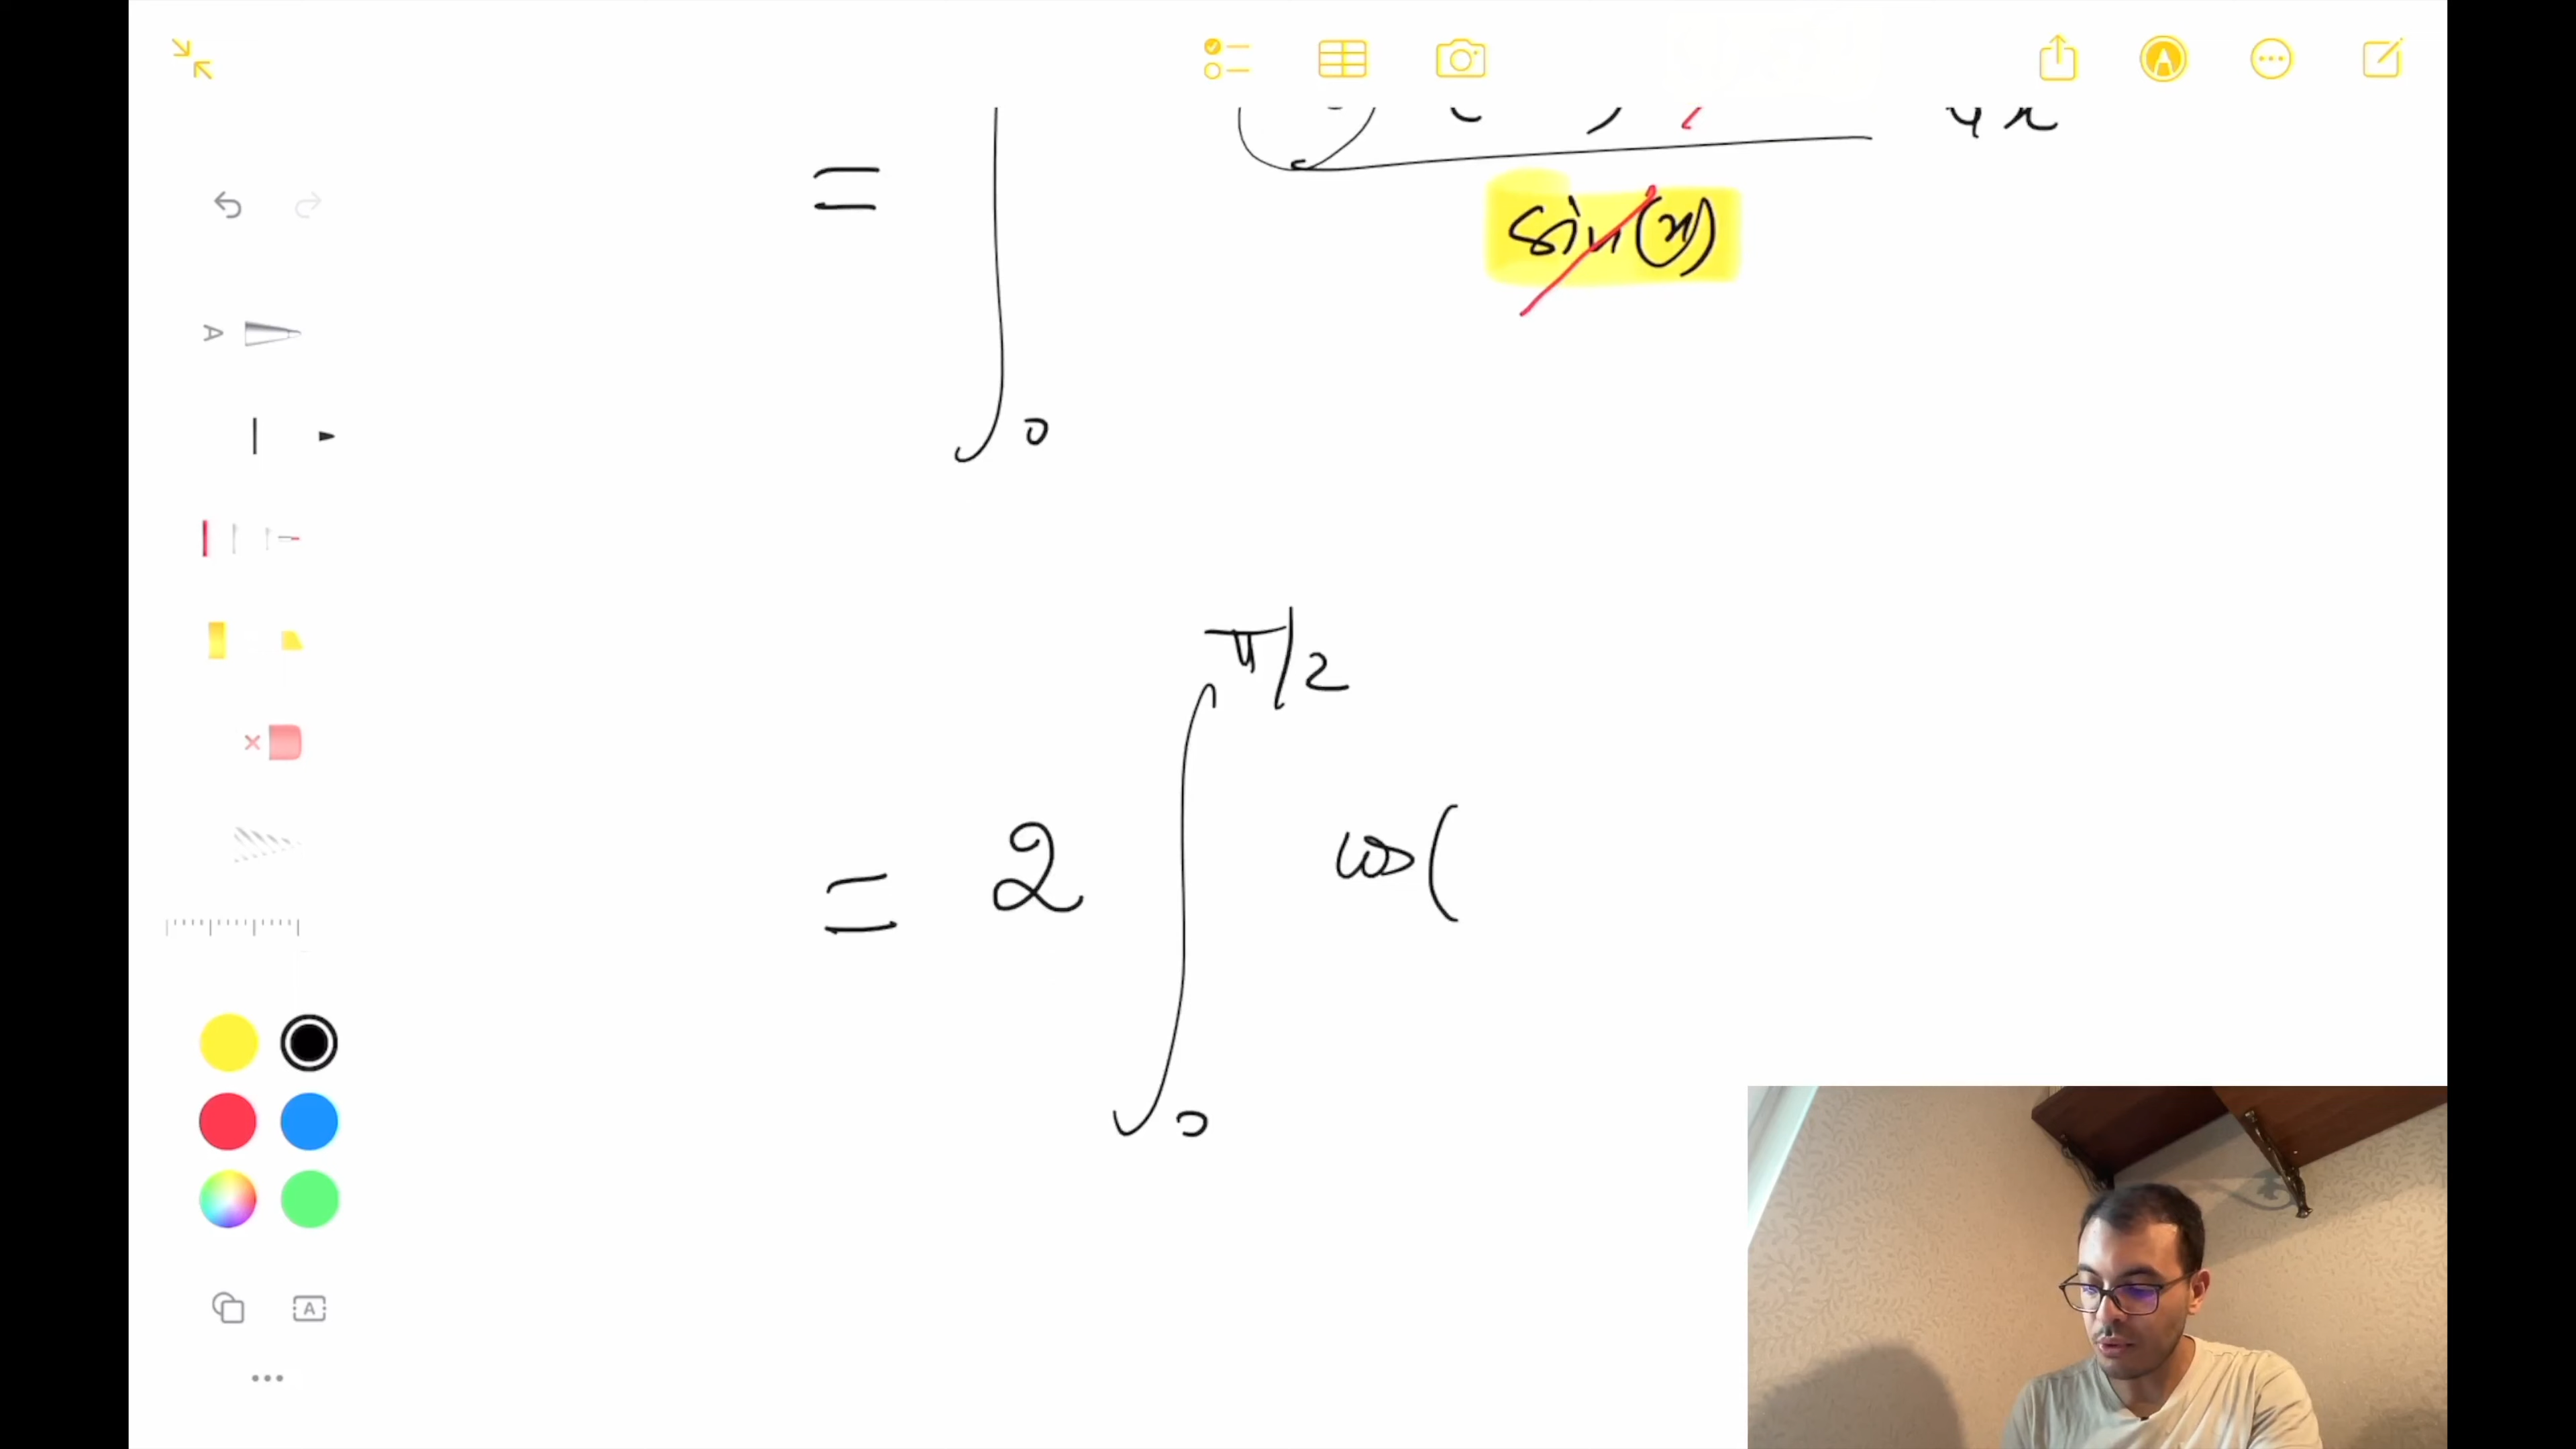 =∫ 0 sin(x)
= 2 ∫ 0 π/2 cos(